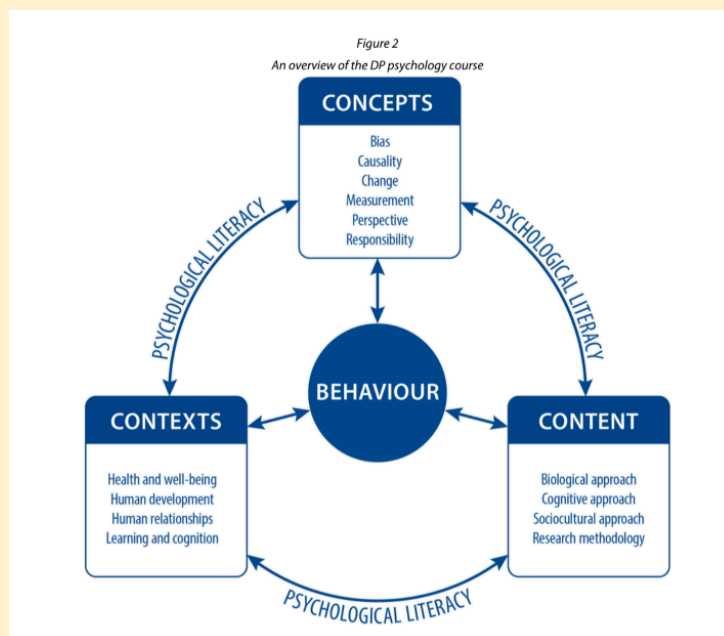 Figure 2
An overview of the DP psychology course
CONCEPTS
Bias
Causality
Change
Measurement
Perspective
Responsibility
PSYCHOLOGICAL LITERACY
PSYCHOLOGICAL LITERACY
BEHAVIOUR
CONTEXTS
Health and well-being
Human development
Human relationships
Learning and cognition
CONTENT
Biological approach
Cognitive approach
Sociocultural approach
Research methodology
PSYCHOLOGICAL LITERACY